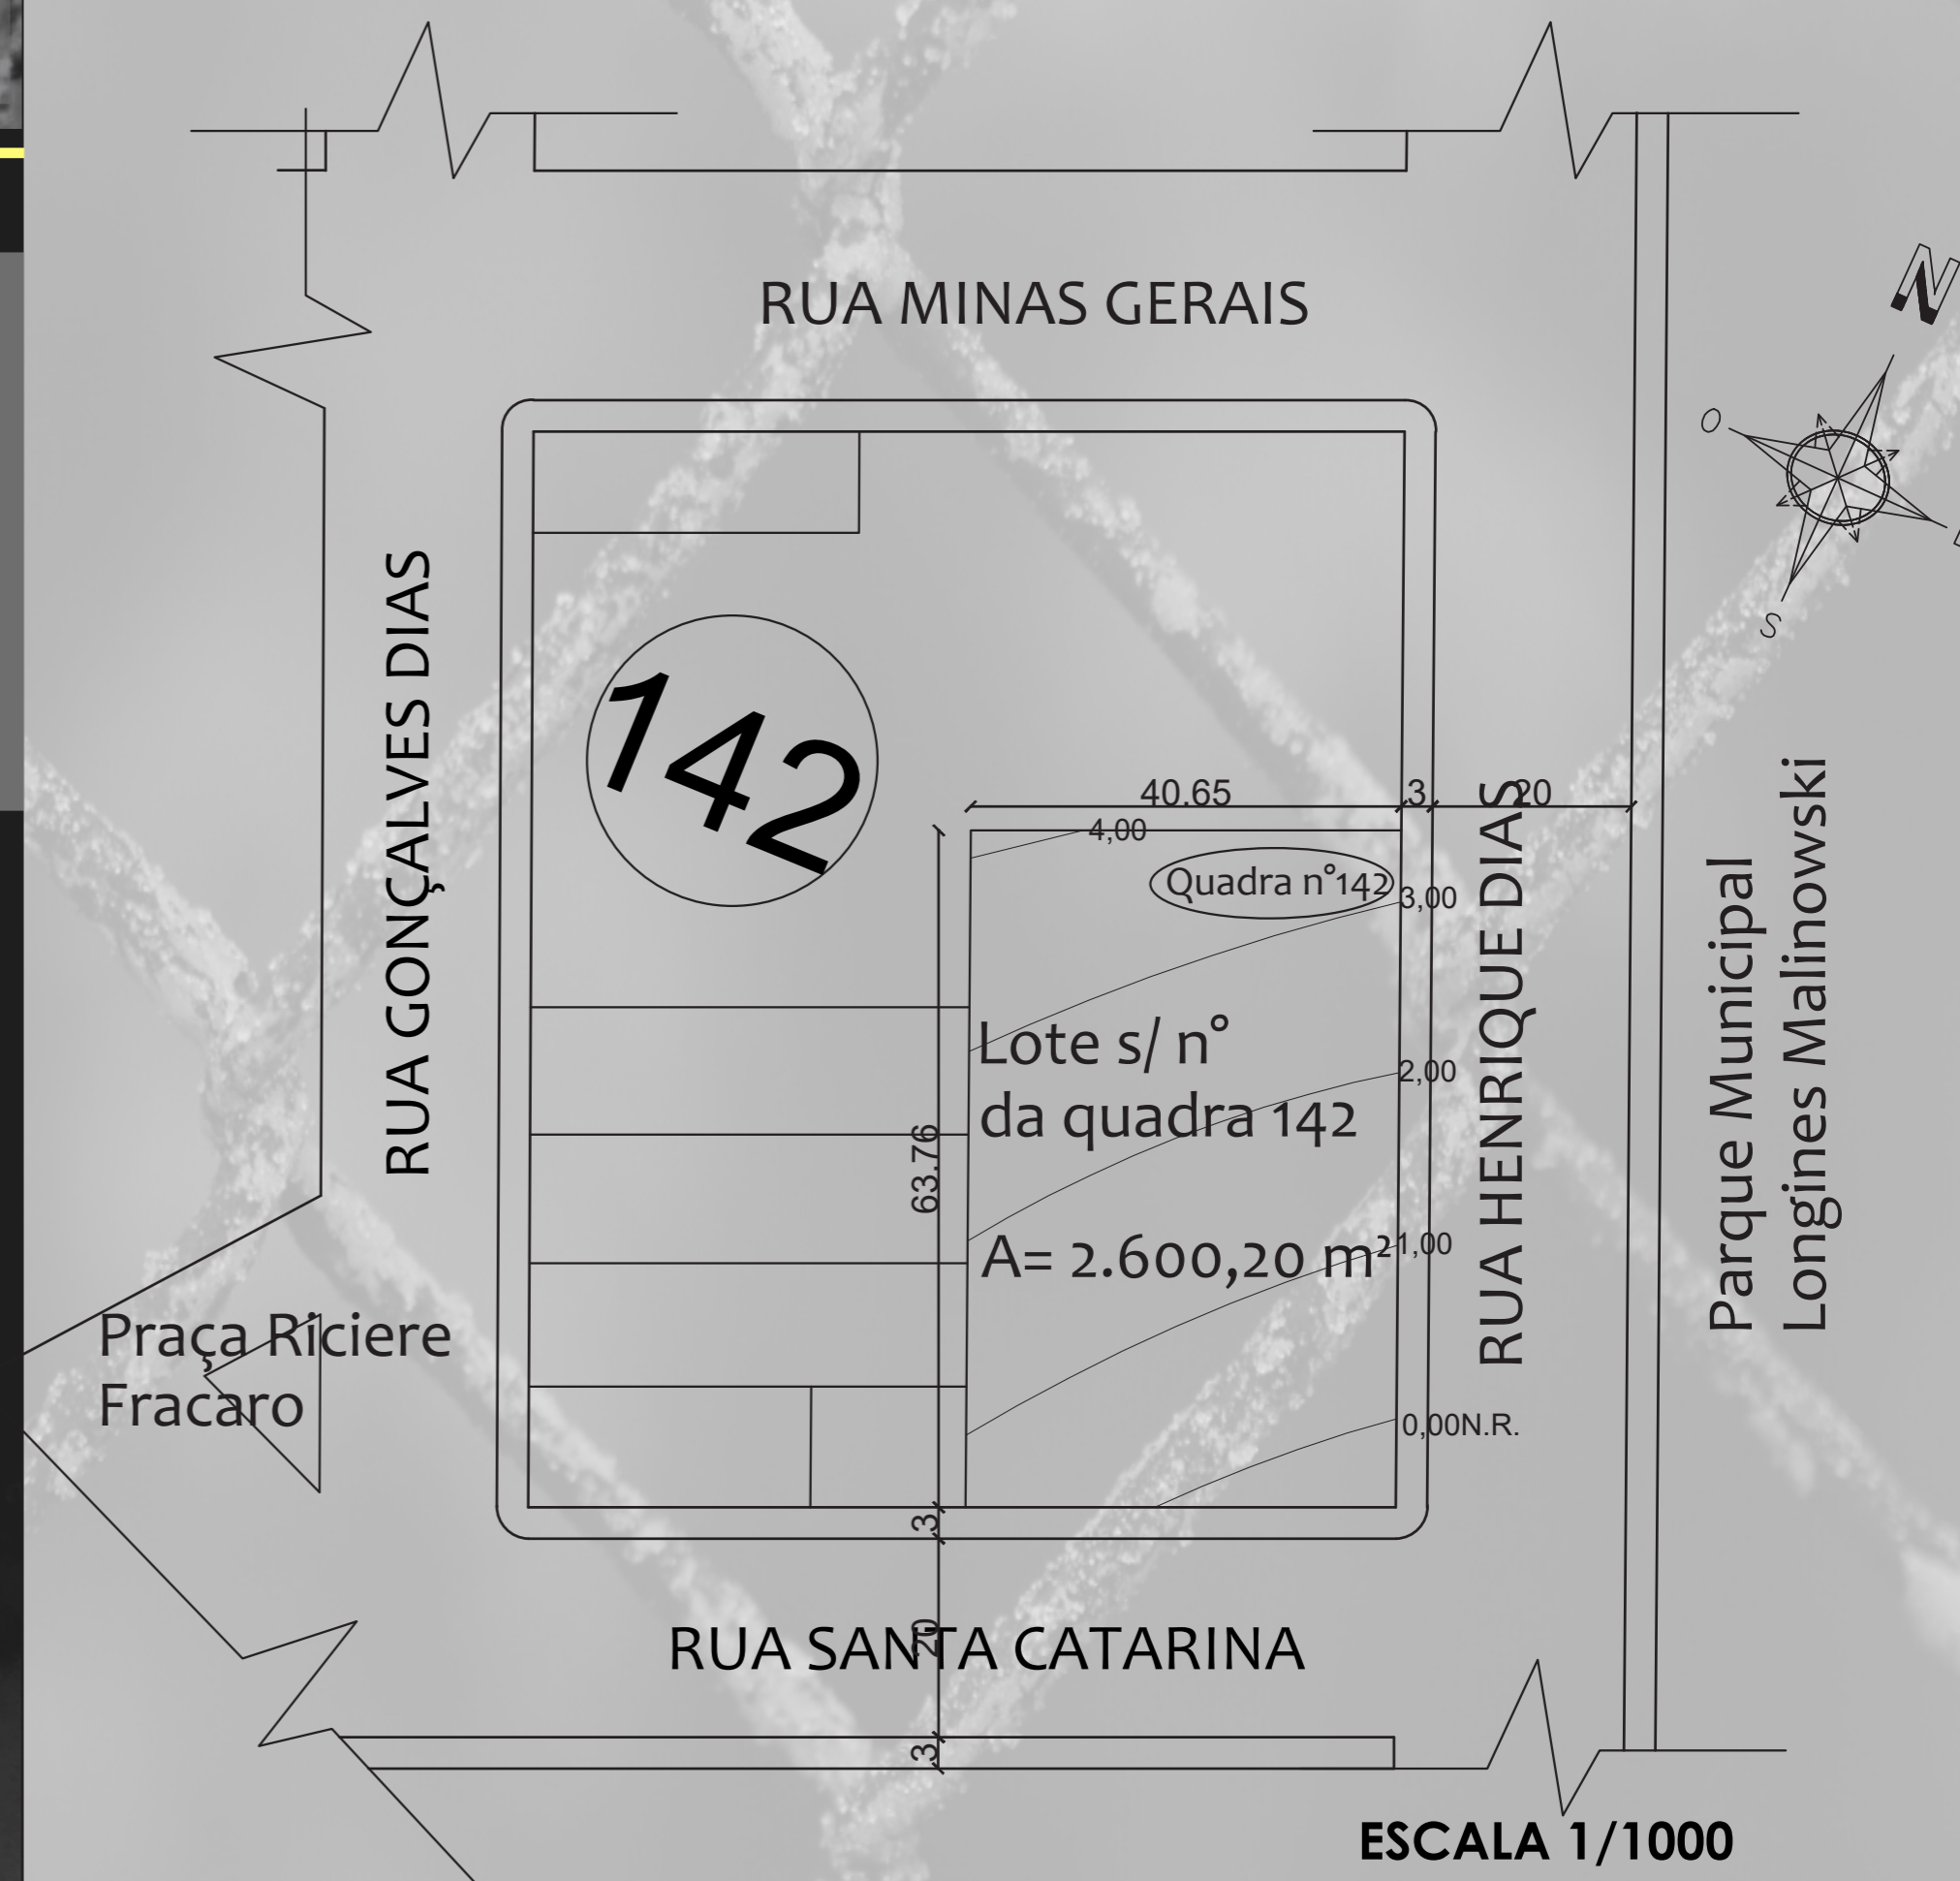 RUA MINAS GERAIS
N
O
S
RUA GONÇALVES DIAS
142
40.65
3
20
4,00
Quadra n°142
3,00
Lote s/ n°
da quadra 142
2,00
63.76
A= 2.600,20 m²
1,00
RUA HENRIQUE DIAS
Parque Municipal
Longines Malinowski
Praça Riciere
Fracaro
0,00N.R.
3
20
RUA SANTA CATARINA
3
ESCALA 1/1000